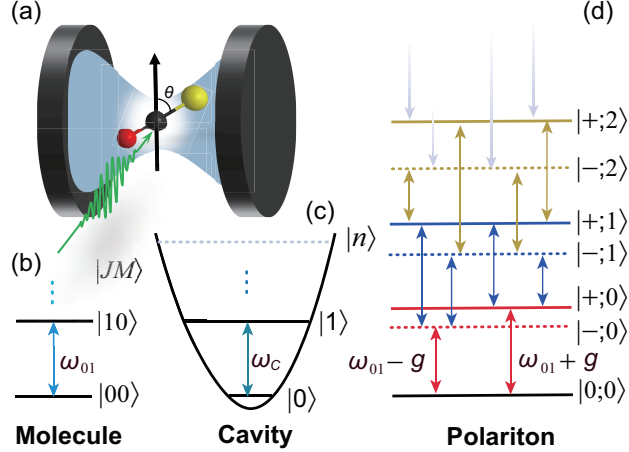 (a)
(d)
θ
|+;2⟩
|−;2⟩
(c)
|n⟩
|+;1⟩
(b)
|JM⟩
|−;1⟩
|+;0⟩
|10⟩
|1⟩
|−;0⟩
ω01
ωC
ω01− g
ω01+ g
|00⟩
|0⟩
|0;0⟩
Molecule
Cavity
Polariton